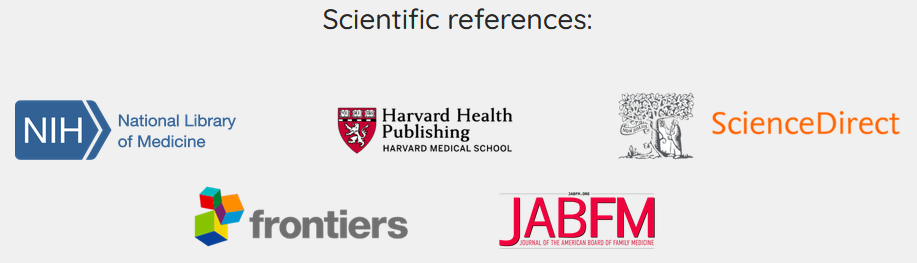 Scientific references:
NIH
National Library
of Medicine
Harvard Health
Publishing
HARVARD MEDICAL SCHOOL
ScienceDirect
frontiers
JABFM.ORG
JABFM
JOURNAL OF THE AMERICAN BOARD OF FAMILY MEDICINE